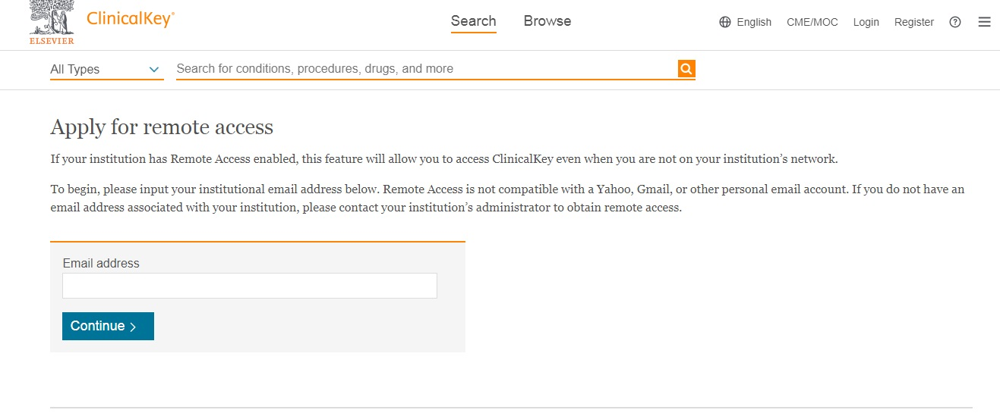 ELSEVIER
ClinicalKey®
Search
Browse
English
CME/MOC
Login
Register
?
All Types
Search for conditions, procedures, drugs, and more
Apply for remote access
If your institution has Remote Access enabled, this feature will allow you to access ClinicalKey even when you are not on your institution’s network.
To begin, please input your institutional email address below. Remote Access is not compatible with a Yahoo, Gmail, or other personal email account. If you do not have an
email address associated with your institution, please contact your institution’s administrator to obtain remote access.
Email address
Continue